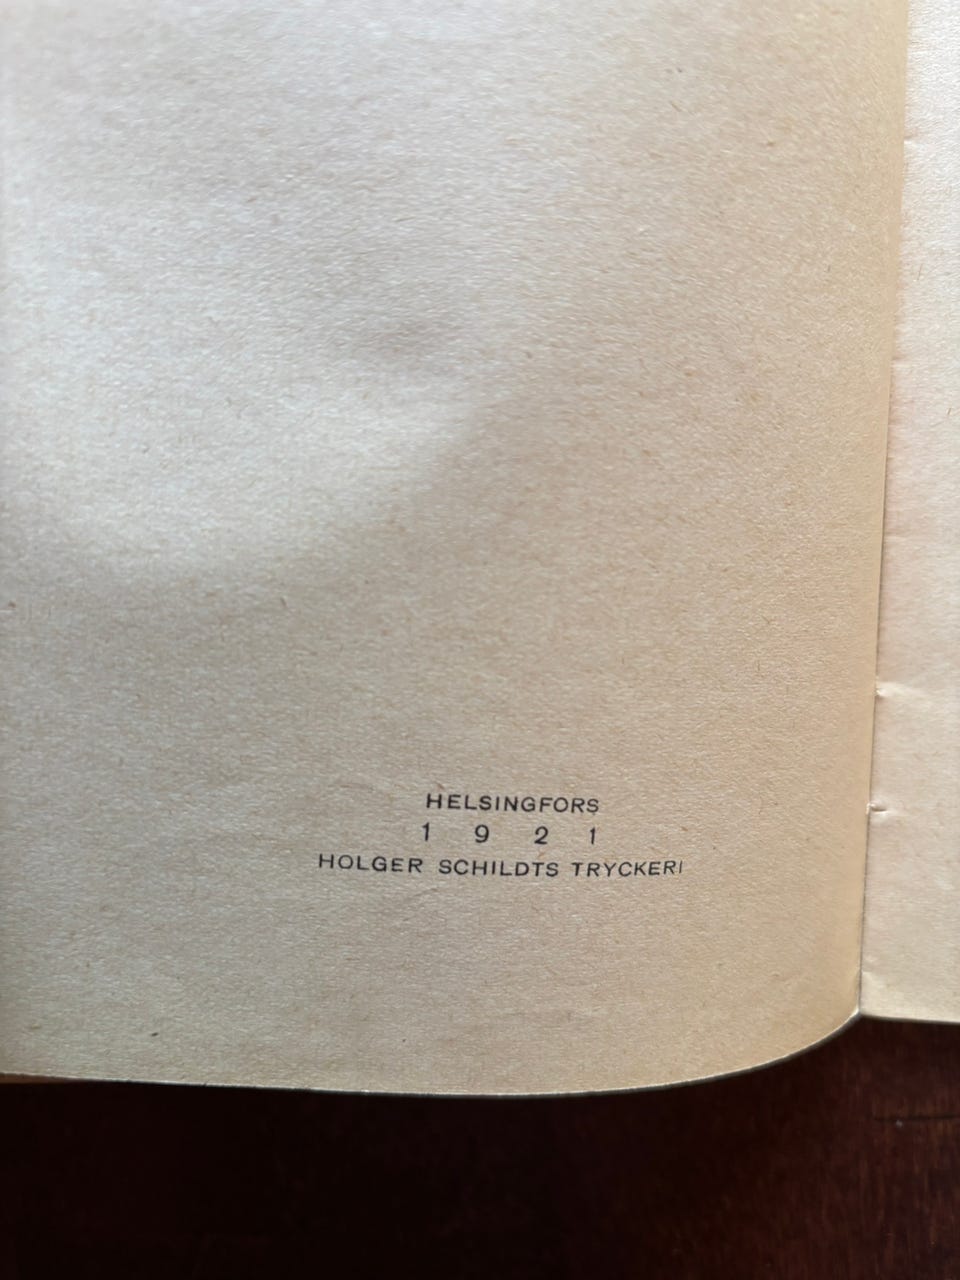 HELSINGFORS
1 9 2 1
HOLGER SCHILDTS TRYCKERI